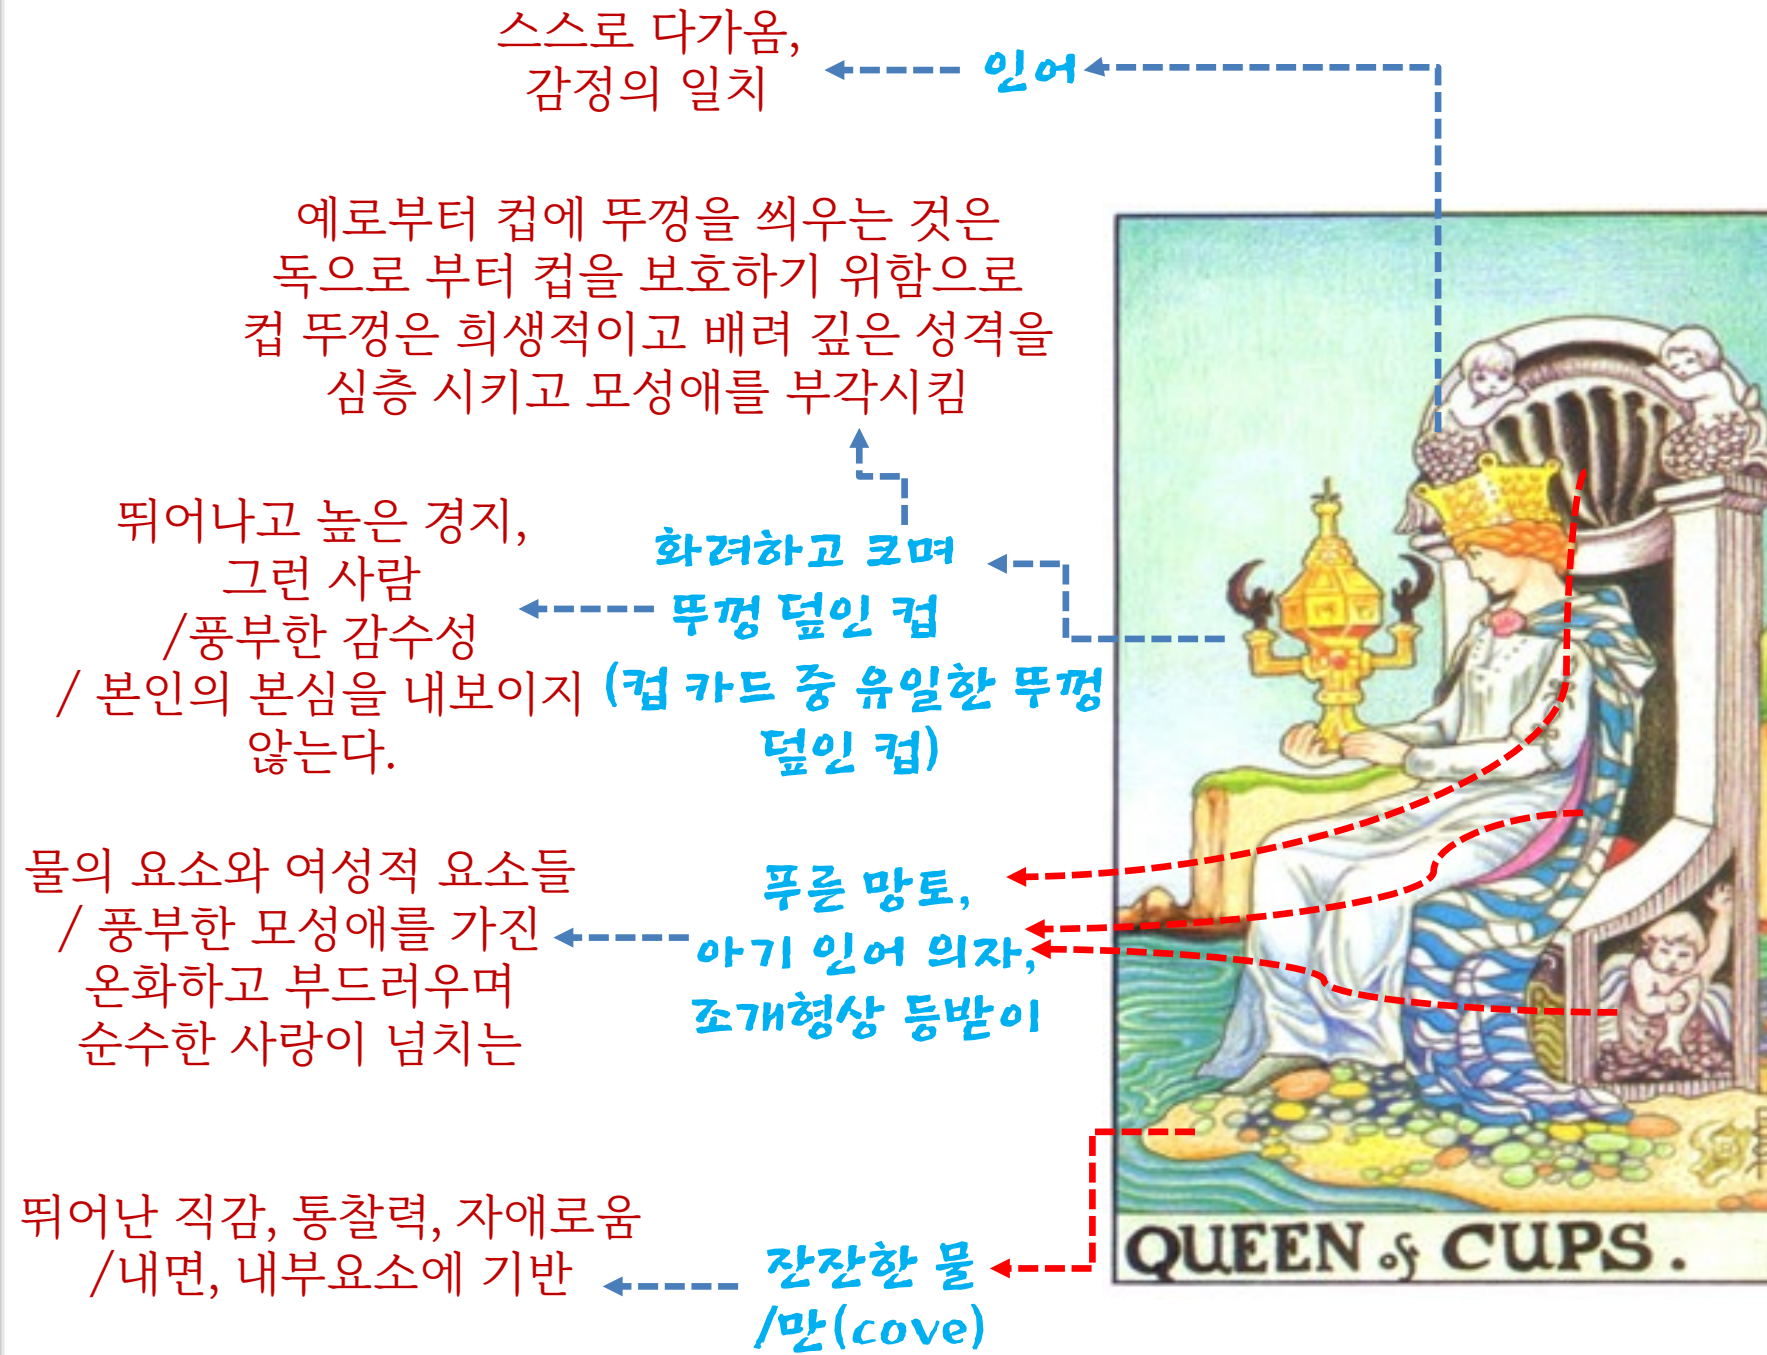 스스로 다가옴,
감정의 일치
인어
예로부터 컵에 뚜껑을 씌우는 것은
독으로 부터 컵을 보호하기 위함으로
컵 뚜껑은 희생적이고 배려 깊은 성격을
심층 시키고 모성애를 부각시킴
뛰어나고 높은 경지,
그런 사람
/풍부한 감수성
/ 본인의 본심을 내보이지
않는다.
화려하고 크며
뚜껑 덮인 컵
(컵 카드 중 유일한 뚜껑
덮인 컵)
물의 요소와 여성적 요소들
/ 풍부한 모성애를 가진
온화하고 부드러우며
순수한 사랑이 넘치는
푸른 망토,
아기 인어 의자,
조개형상 등받이
뛰어난 직감, 통찰력, 자애로움
/내면, 내부요소에 기반
잔잔한 물
/만(cove)
QUEEN of CUPS.